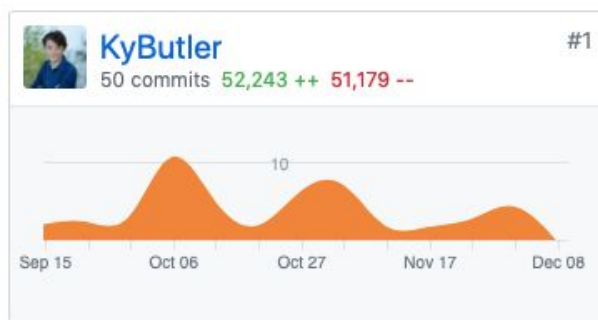 KyButler
#1
50 commits 52,243 ++ 51,179 --
10
Sep 15 Oct 06 Oct 27 Nov 17 Dec 08